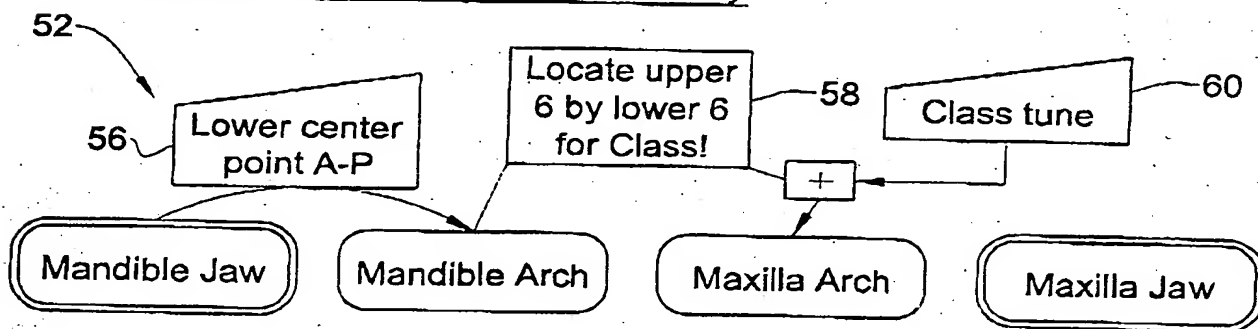 52
56
Lower center
point A-P
Locate upper
6 by lower 6
for Class!
58
Class tune
60
+
Mandible Jaw
Mandible Arch
Maxilla Arch
Maxilla Jaw